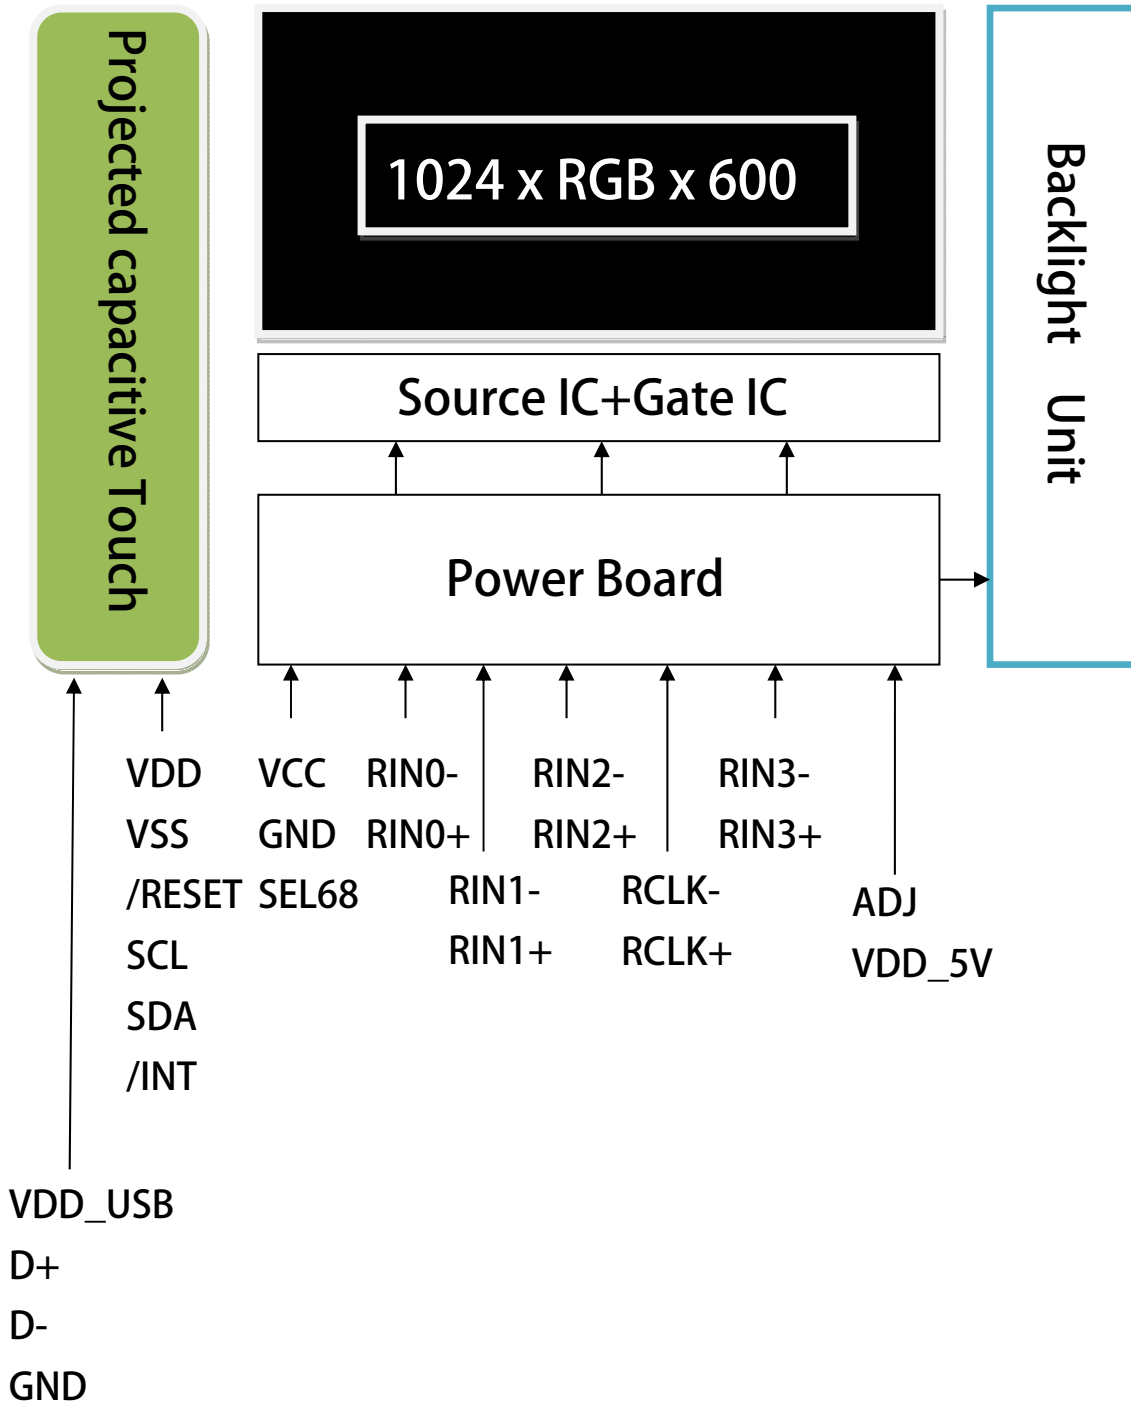 Projected capacitive Touch
1024 x RGB x 600
Backlight Unit
Source IC+Gate IC
Power Board
VDD
VSS
/RESET
SCL
SDA
/INT
VCC
GND
SEL68
RIN0-
RIN0+
RIN1-
RIN1+
RIN2-
RIN2+
RCLK-
RCLK+
RIN3-
RIN3+
ADJ
VDD_5V
VDD_USB
D+
D-
GND